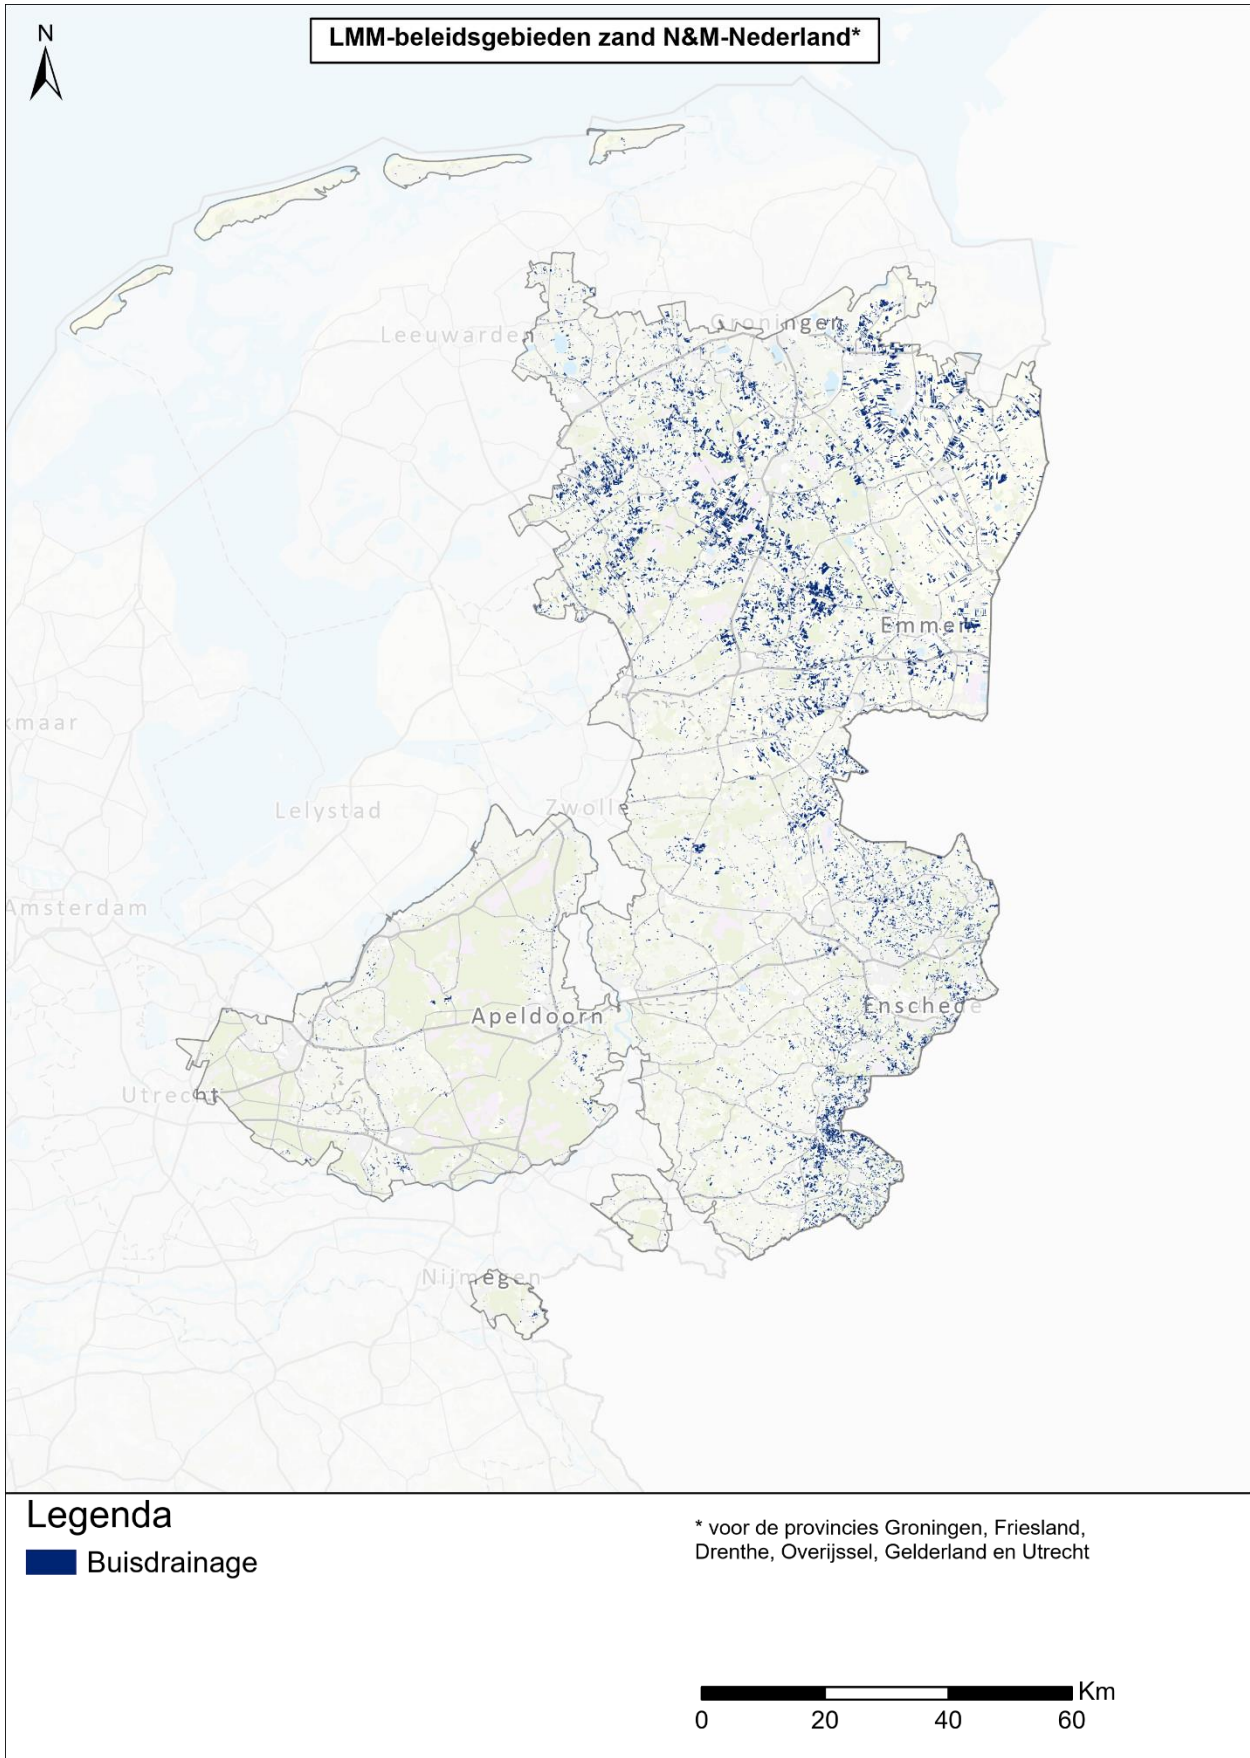 N
LMM-beleidsgebieden zand N&M-Nederland*
Groningen
Leeuwarden
Emmen
kmaar
Lelystad
Zwolle
Amsterdam
Enschede
Apeldoorn
Utrecht
Nijmegen
Legenda
Buisdrainage
* voor de provincies Groningen, Friesland,
Drenthe, Overijssel, Gelderland en Utrecht
Km
0 20 40 60